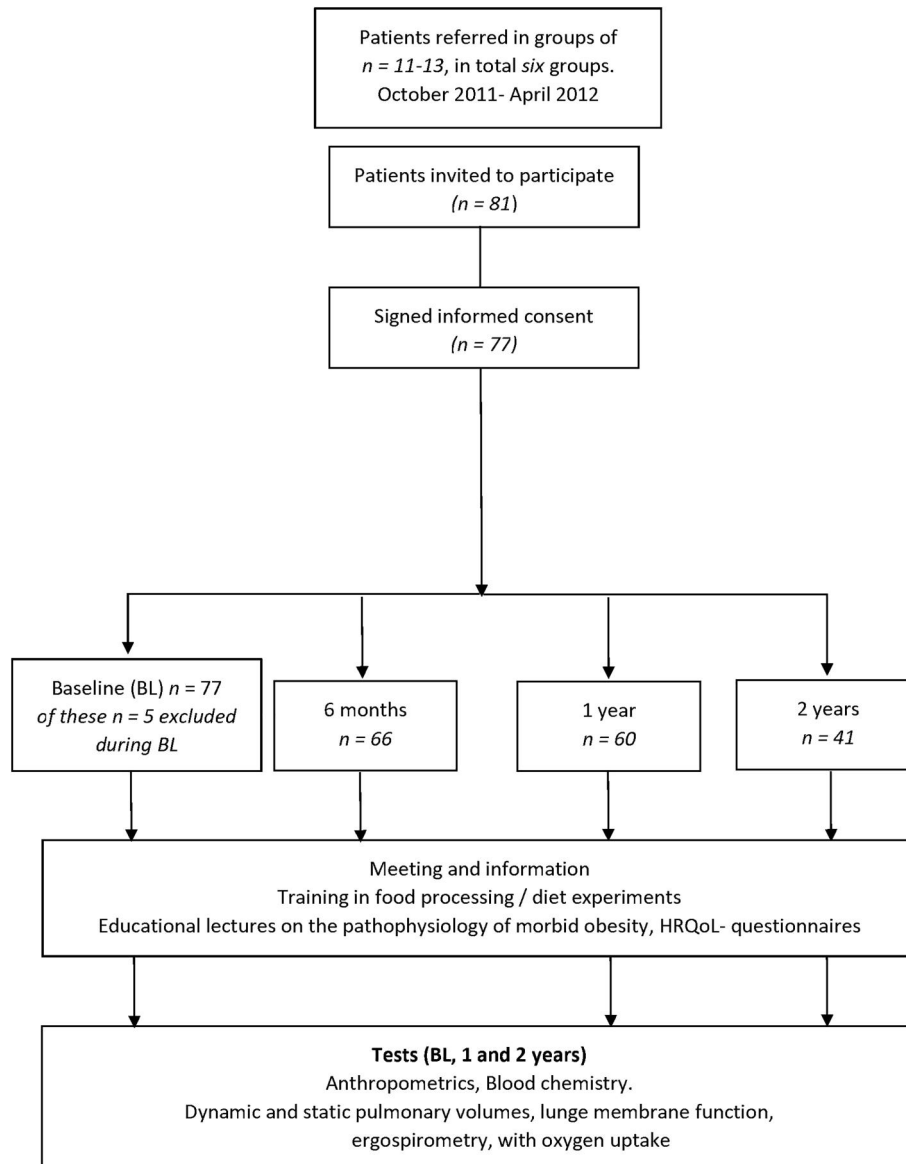 Patients referred in groups of
n = 11-13, in total six groups.
October 2011- April 2012
Patients invited to participate
(n = 81)
Signed informed consent
(n = 77)
Baseline (BL) n = 77
of these n = 5 excluded
during BL
6 months
n = 66
1 year
n = 60
2 years
n = 41
Meeting and information
Training in food processing / diet experiments
Educational lectures on the pathophysiology of morbid obesity, HRQoL- questionnaires
Tests (BL, 1 and 2 years)
Anthropometrics, Blood chemistry.
Dynamic and static pulmonary volumes, lunge membrane function,
ergospirometry, with oxygen uptake